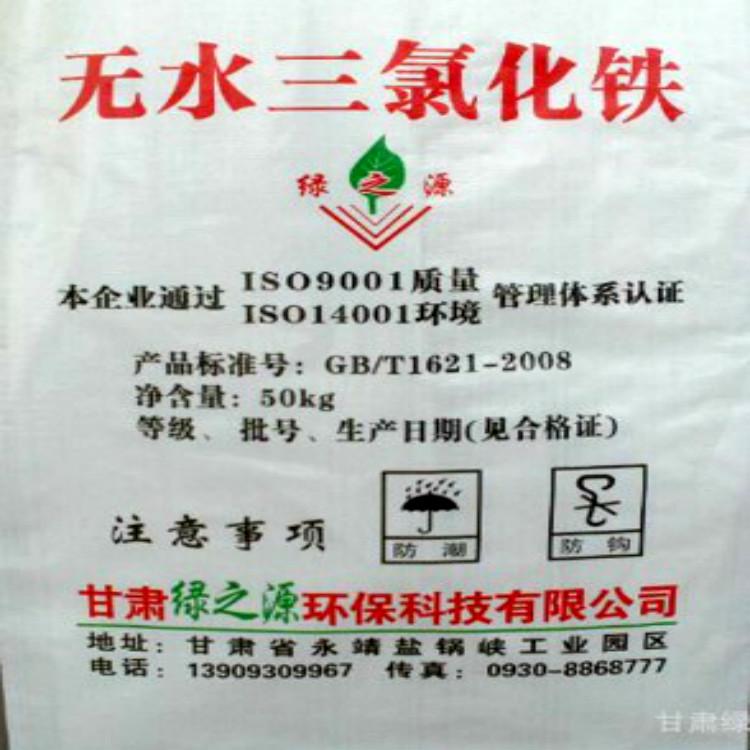 无水三氯化铁
绿之源
本企业通过 ISO9001质量 管理体系认证
ISO14001环境
产品标准号：GB/T1621-2008
净含量：50kg
等级、批号、生产日期(见合格证)
注意事项
防潮
防钩
甘肃绿之源环保科技有限公司
地址：甘肃省永靖盐锅峡工业园区
电话：13909309967 传真：0930-8868777
甘肃绿